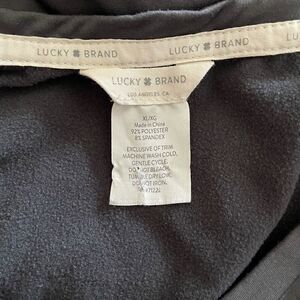 LUCKY BRAND LUCKY BRAND
LUCKY BRAND
LOS ANGELES, CA
XL/XG
Made in China
92% POLYESTER
8% SPANDEX
EXCLUSIVE OF TRIM
MACHINE WASH COLD,
GENTLE CYCLE,
DO NOT BLEACH,
TUMBLE DRY LOW,
DO NOT IRON.